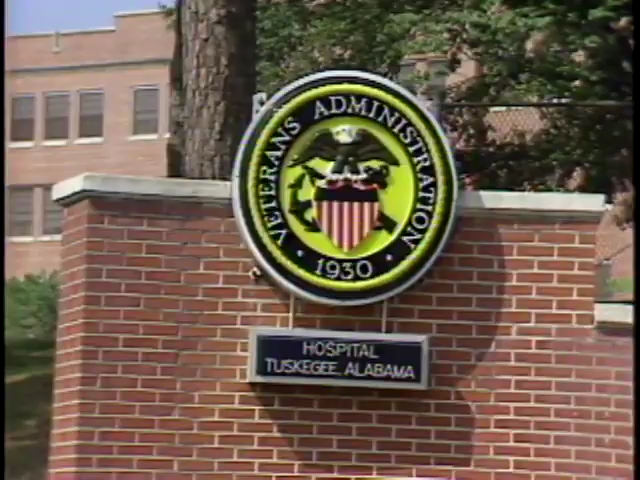 VETERANS ADMINISTRATION
1930
HOSPITAL
TUSKEGEE, ALABAMA